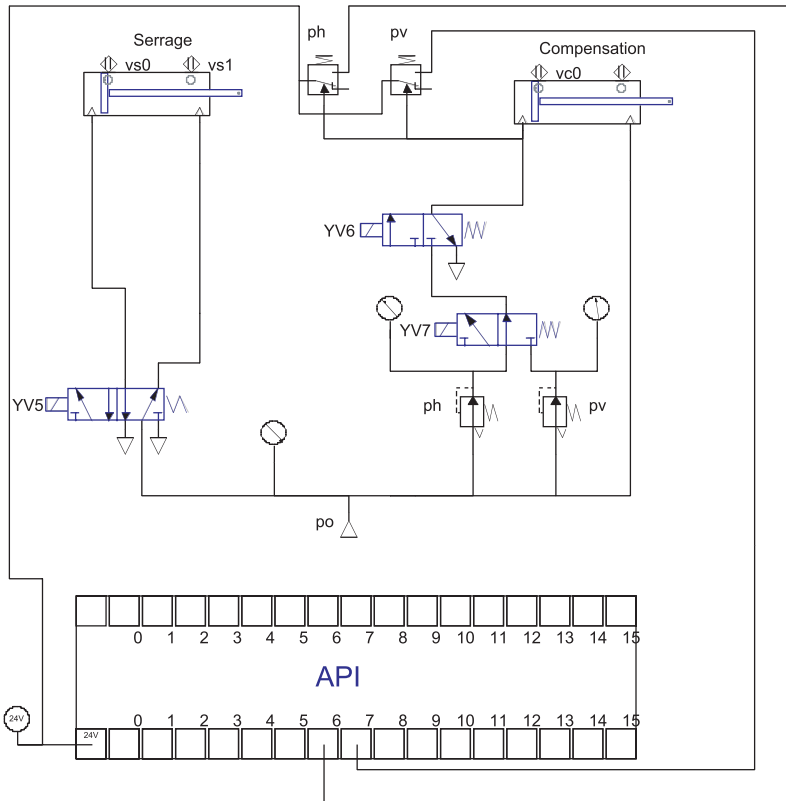 Serrage
ph pv
Compensation
vs0 vs1
vc0
YV6
YV7
YV5
ph pv
po
0 1 2 3 4 5 6 7 8 9 10 11 12 13 14 15
API
24V
0 1 2 3 4 5 6 7 8 9 10 11 12 13 14 15
24V